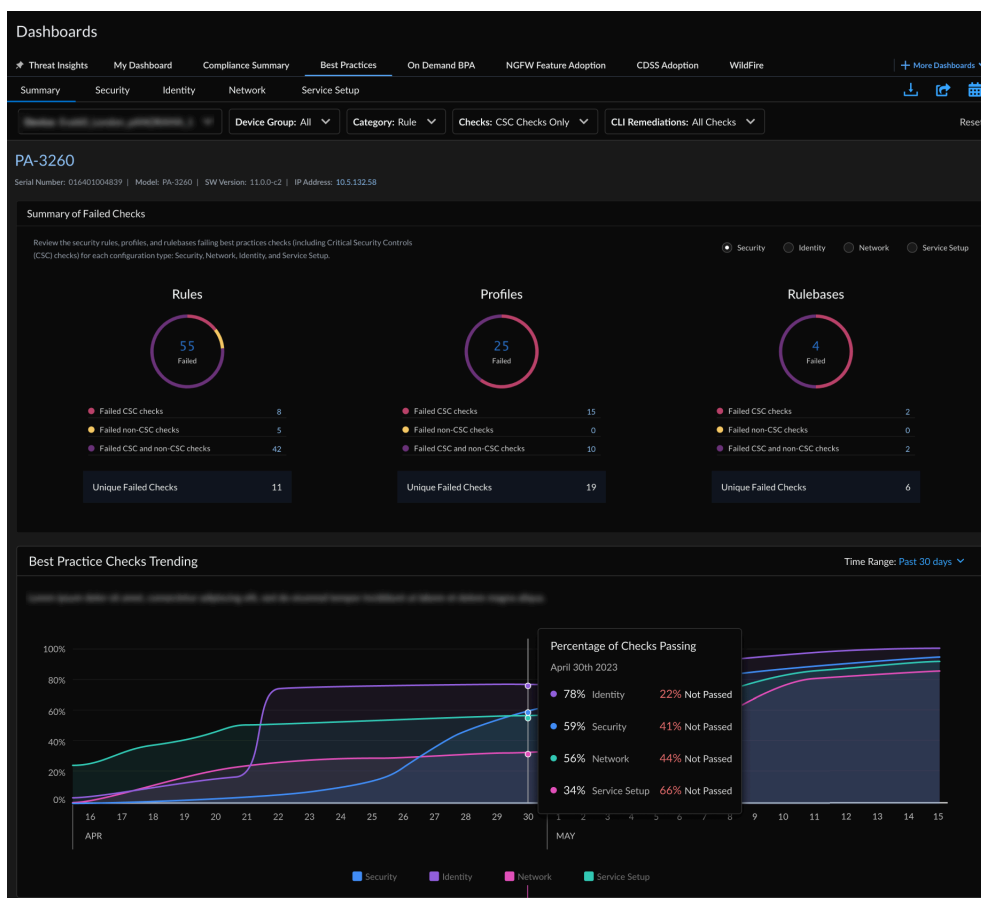 Dashboards
Threat Insights My Dashboard Compliance Summary Best Practices On Demand BPA NGFW Feature Adoption CDSS Adoption WildFire + More Dashboards
Summary Security Identity Network Service Setup
Device Group: All Category: Rule Checks: CSC Checks Only CLI Remediations: All Checks Reset
PA-3260
Serial Number: 016401004839 | Model: PA-3260 | SW Version: 11.0.0-c2 | IP Address: 10.5.132.58
Summary of Failed Checks
Review the security rules, profiles, and rulebases failing best practices checks (including Critical Security Controls
(CSC) checks) for each configuration type: Security, Network, Identity, and Service Setup.
Security Identity Network Service Setup
Rules Profiles Rulebases
55 25 4
Failed Failed Failed
Failed CSC checks 8 Failed CSC checks 15 Failed CSC checks 2
Failed non-CSC checks 5 Failed non-CSC checks 0 Failed non-CSC checks 0
Failed CSC and non-CSC checks 42 Failed CSC and non-CSC checks 10 Failed CSC and non-CSC checks 2
Unique Failed Checks 11 Unique Failed Checks 19 Unique Failed Checks 6
Best Practice Checks Trending Time Range: Past 30 days
100%
80%
60%
40%
20%
0%
Percentage of Checks Passing
April 30th 2023
78% Identity 22% Not Passed
59% Security 41% Not Passed
56% Network 44% Not Passed
34% Service Setup 66% Not Passed
16 17 18 19 20 21 22 23 24 25 26 27 28 29 30 1 2 3 4 5 6 7 8 9 10 11 12 13 14 15
APR MAY
Security Identity Network Service Setup